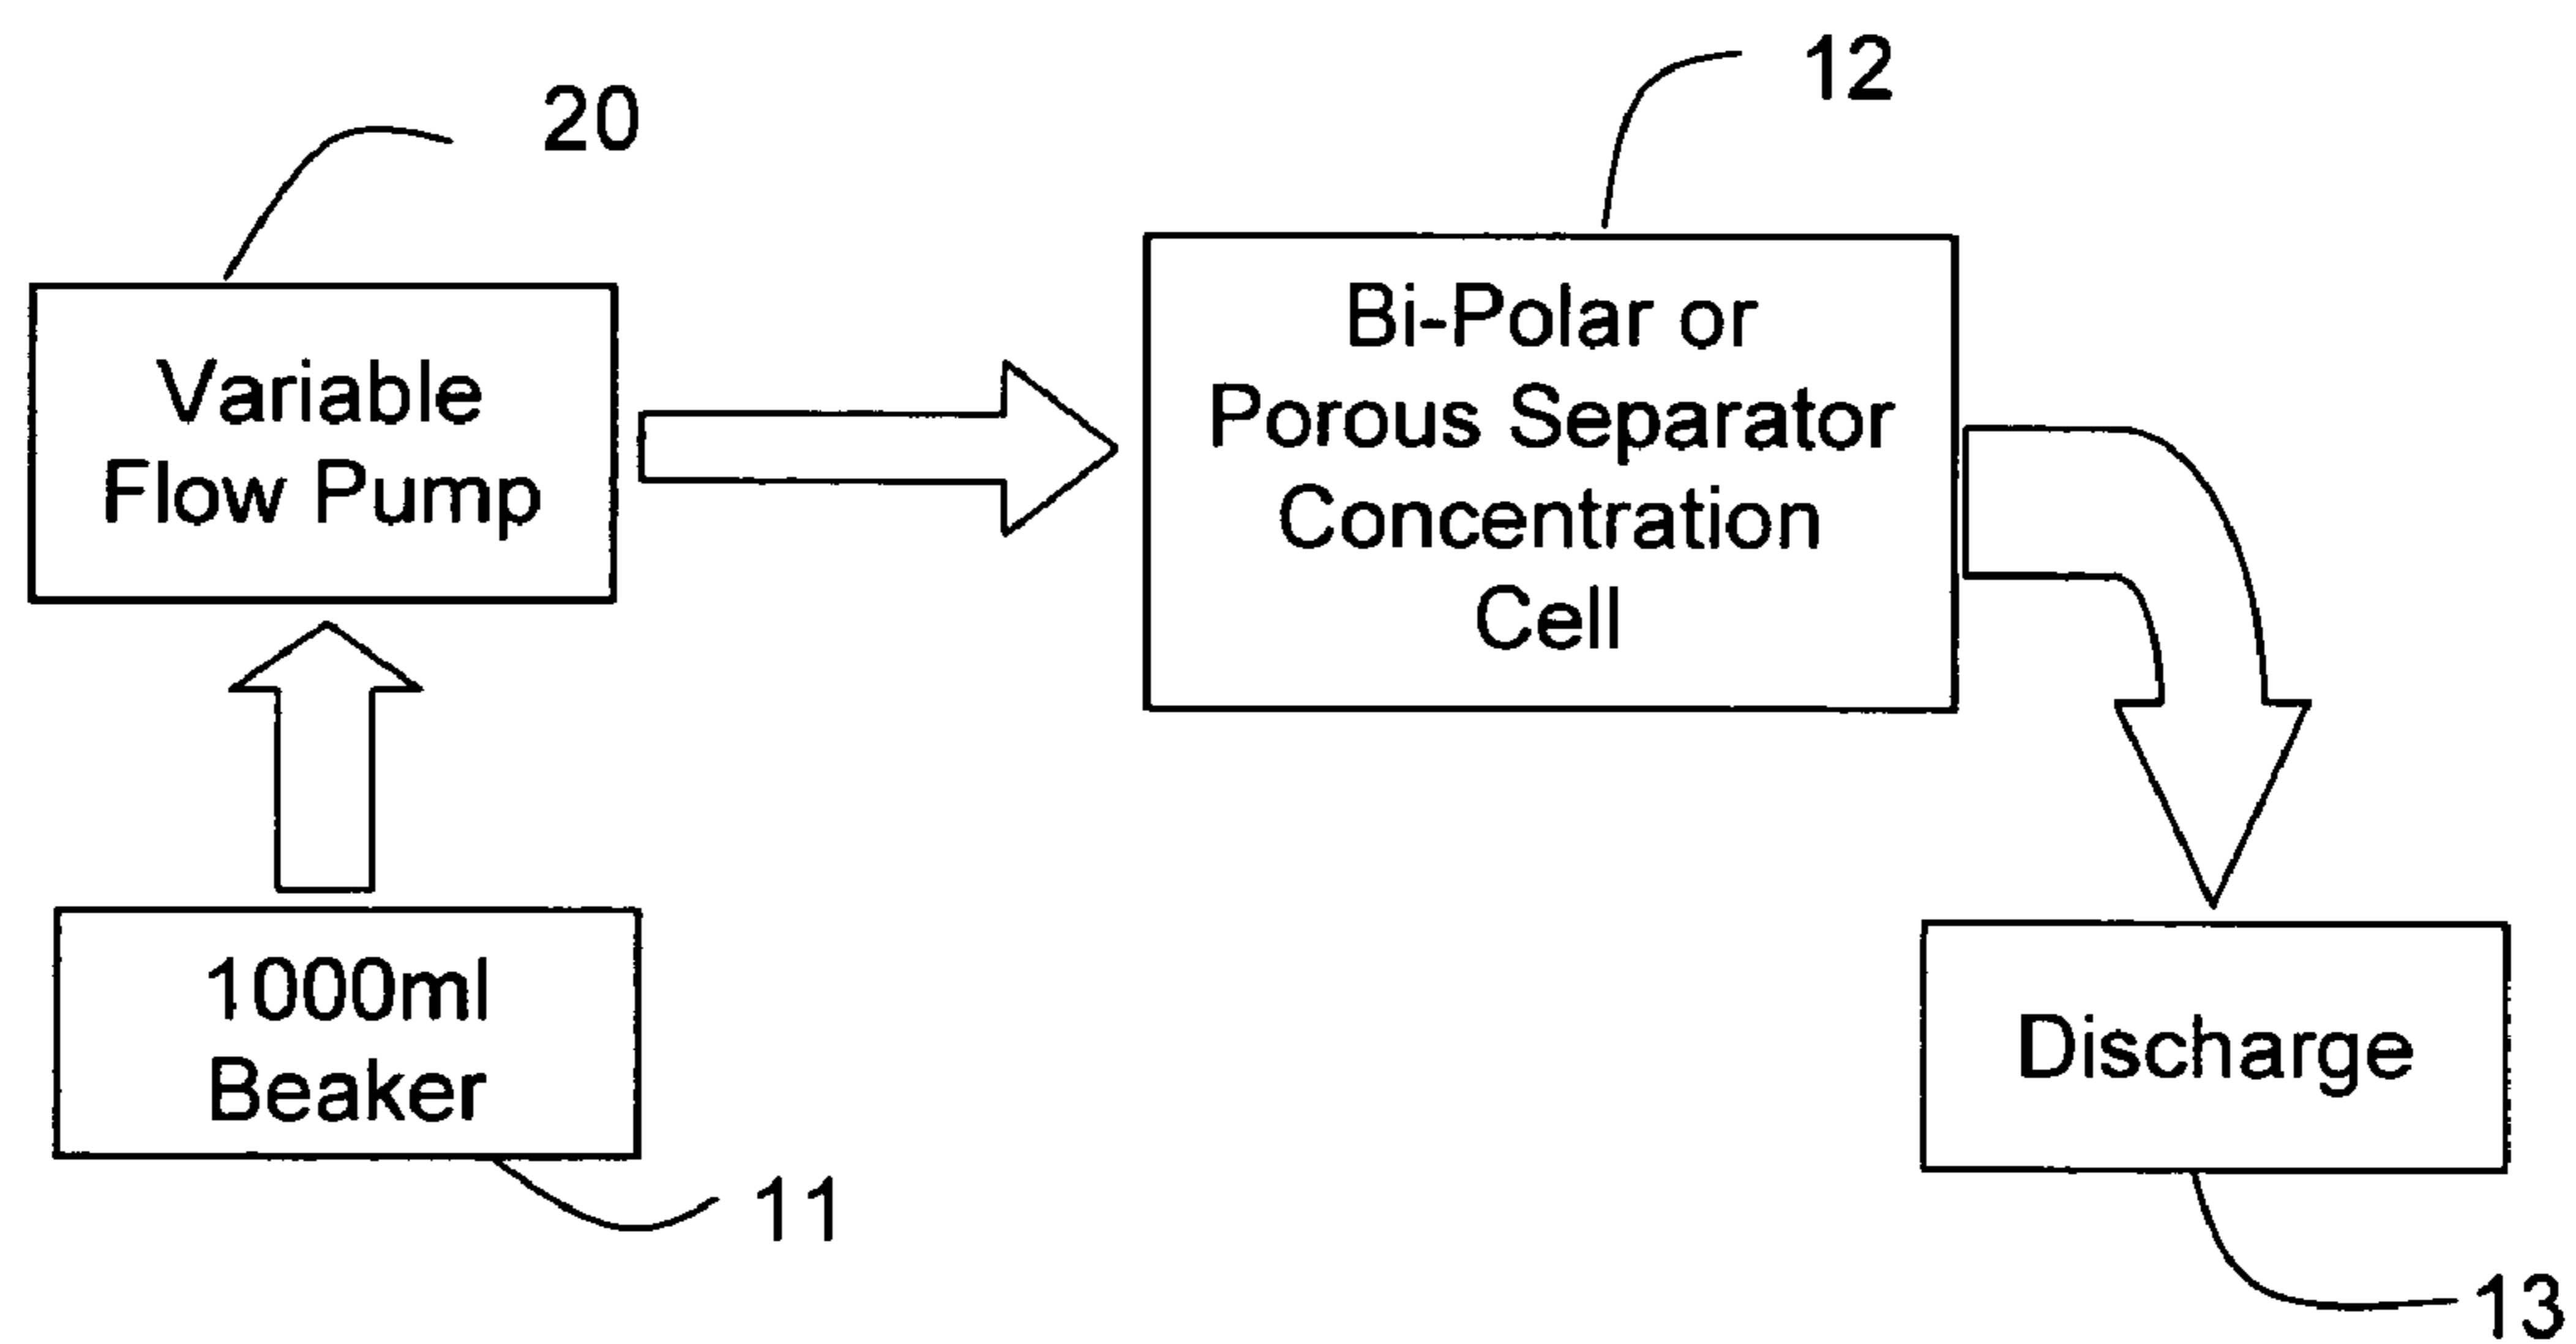 20
12
Variable
Flow Pump
Bi-Polar or
Porous Separator
Concentration
Cell
1000ml
Beaker
11
Discharge
13